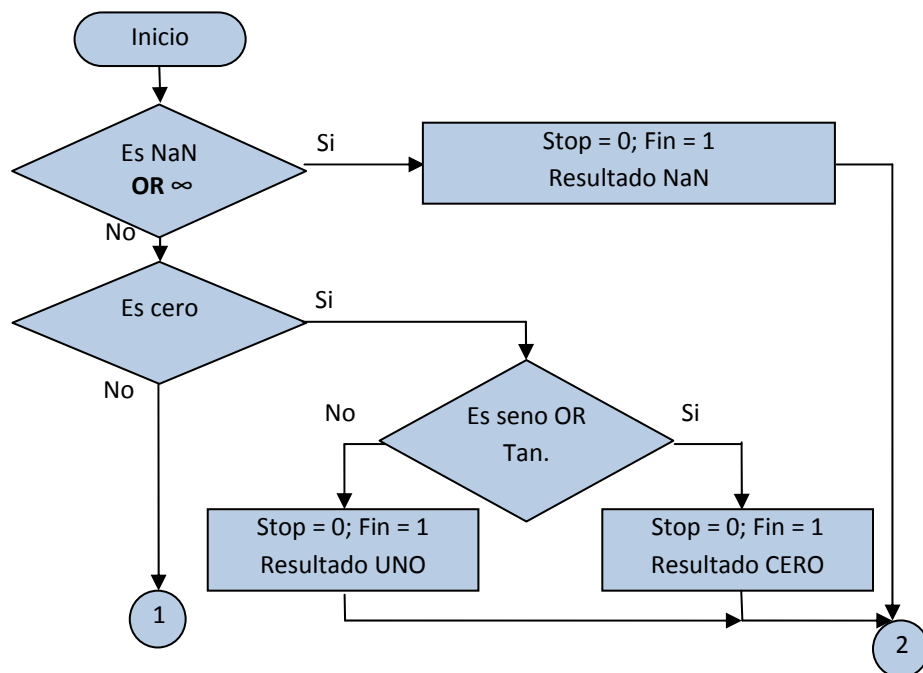 Inicio
Es NaN
OR ∞
Si
Stop = 0; Fin = 1
Resultado NaN
No
Es cero
Si
No
Es seno OR
Tan.
No
Si
Stop = 0; Fin = 1
Resultado UNO
Stop = 0; Fin = 1
Resultado CERO
1
2